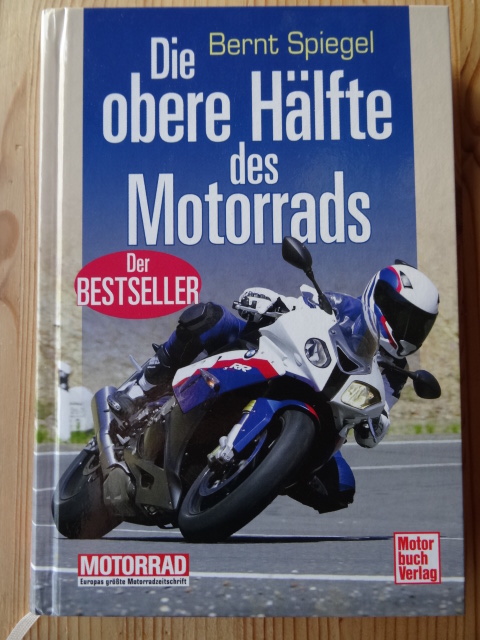 Bernt Spiegel
Die
obere Hälfte
des
Motorrads
Der
BESTSELLER
RR
MOTORRAD
Europas größte Motorradzeitschrift
Motor
buch
Verlag